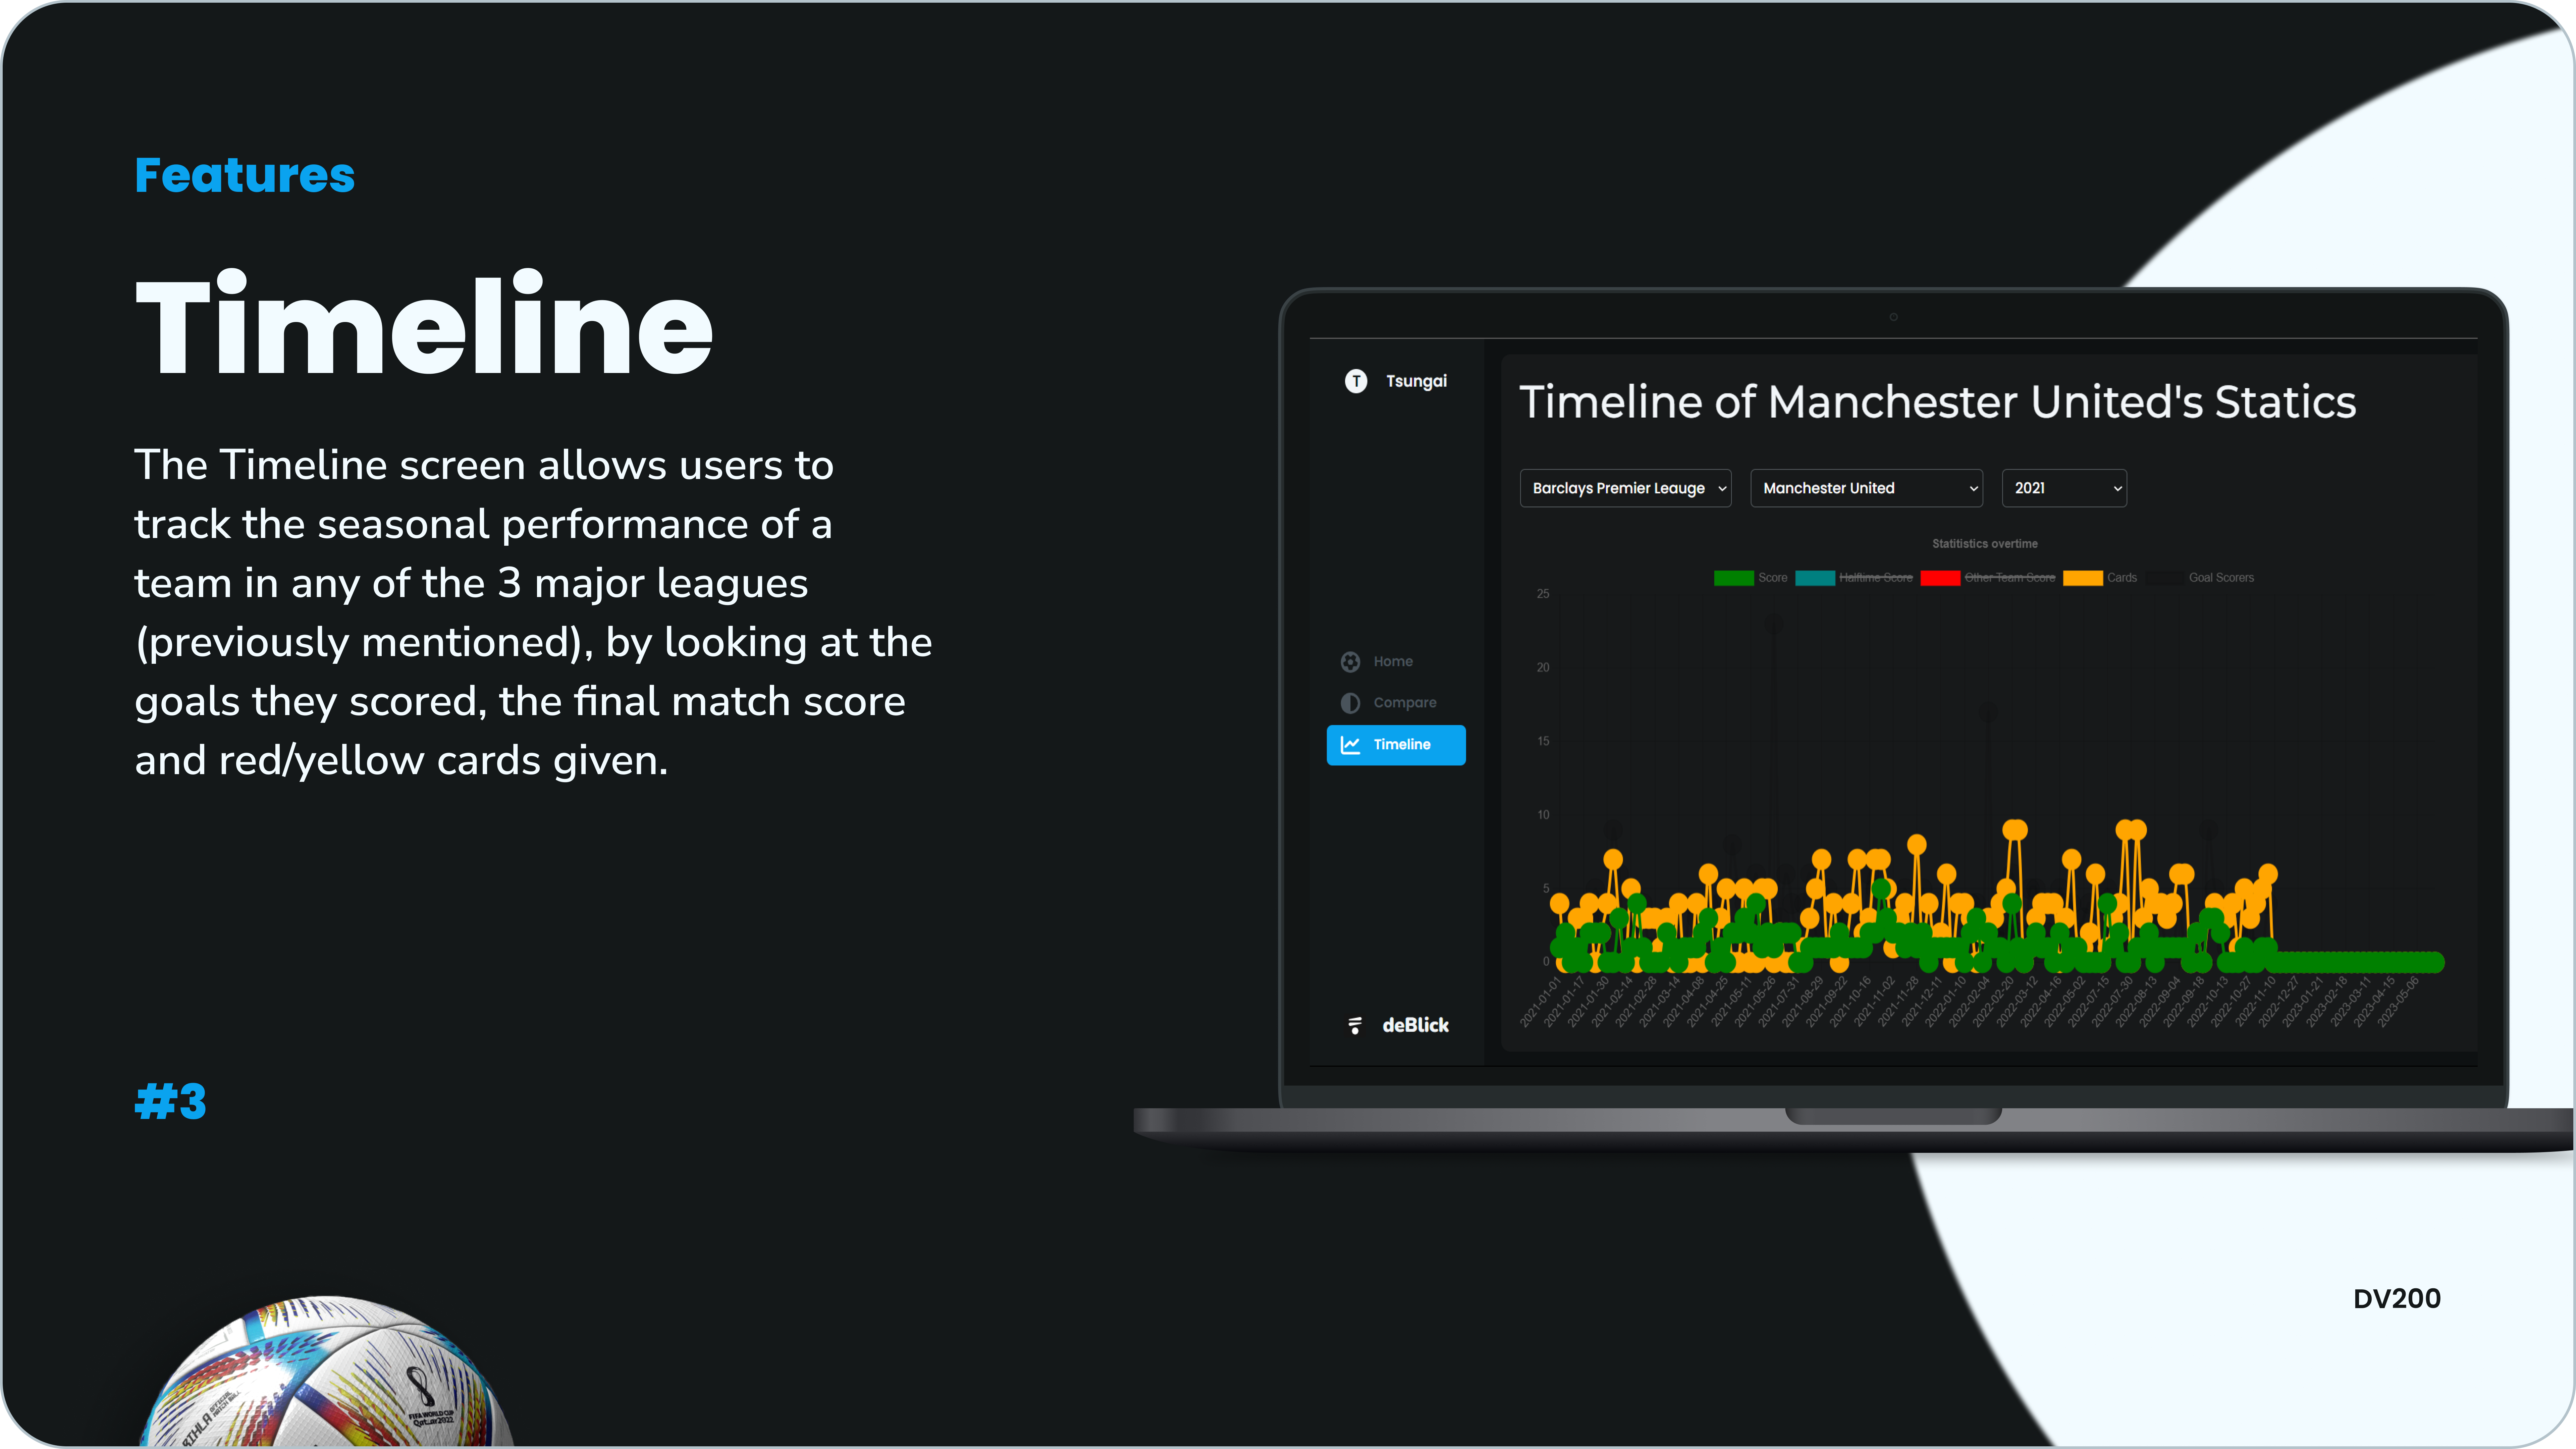 Features
Timeline
The Timeline screen allows users to
track the seasonal performance of a
team in any of the 3 major leagues
(previously mentioned), by looking at the
goals they scored, the final match score
and red/yellow cards given.
#3
T Tsungai
Home
Compare
Timeline
deBlick
Timeline of Manchester United's Statics
Barclays Premier Leauge
Manchester United
2021
Statitistics overtime
Score Halftime Score Other Team Score Cards Goal Scorers
25
20
15
10
5
0
2021-01-01 2021-01-17 2021-01-30 2021-02-14 2021-02-28 2021-03-14 2021-04-08 2021-04-25 2021-05-11 2021-05-26 2021-07-31 2021-08-29 2021-09-22 2021-10-16 2021-11-02 2021-11-28 2021-12-11 2022-01-10 2022-02-04 2022-02-20 2022-03-12 2022-04-16 2022-05-02 2022-07-15 2022-07-30 2022-08-13 2022-09-04 2022-09-18 2022-10-13 2022-10-27 2022-11-10 2022-12-27 2023-01-21 2023-02-18 2023-03-11 2023-04-15 2023-05-06
FIFA WORLD CUP
Qatar2022
DV200